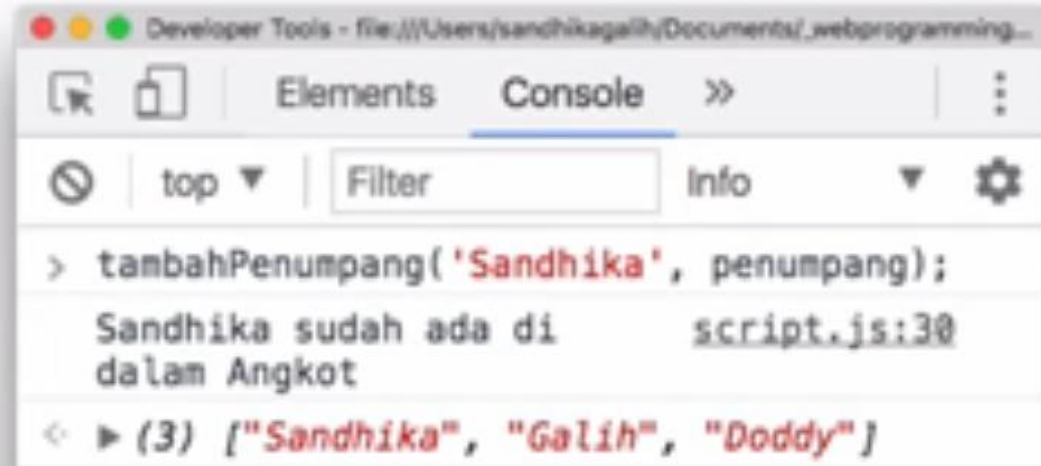 Developer Tools - file:///Users/sandhikagalih/Documents/_webprogramming...
Elements Console »
top ▼ Filter Info ▼
> tambahPenumpang('Sandhika', penumpang);
Sandhika sudah ada di script.js:30
dalam Angkot
(3) ["Sandhika", "Galih", "Doddy"]